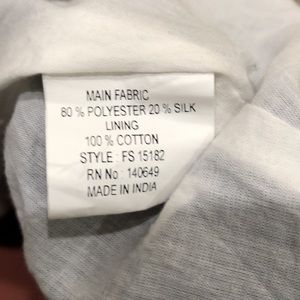 MAIN FABRIC
80 % POLYESTER 20 % SILK
LINING
100 % COTTON
STYLE : FS 15182
RN No : 140649
MADE IN INDIA